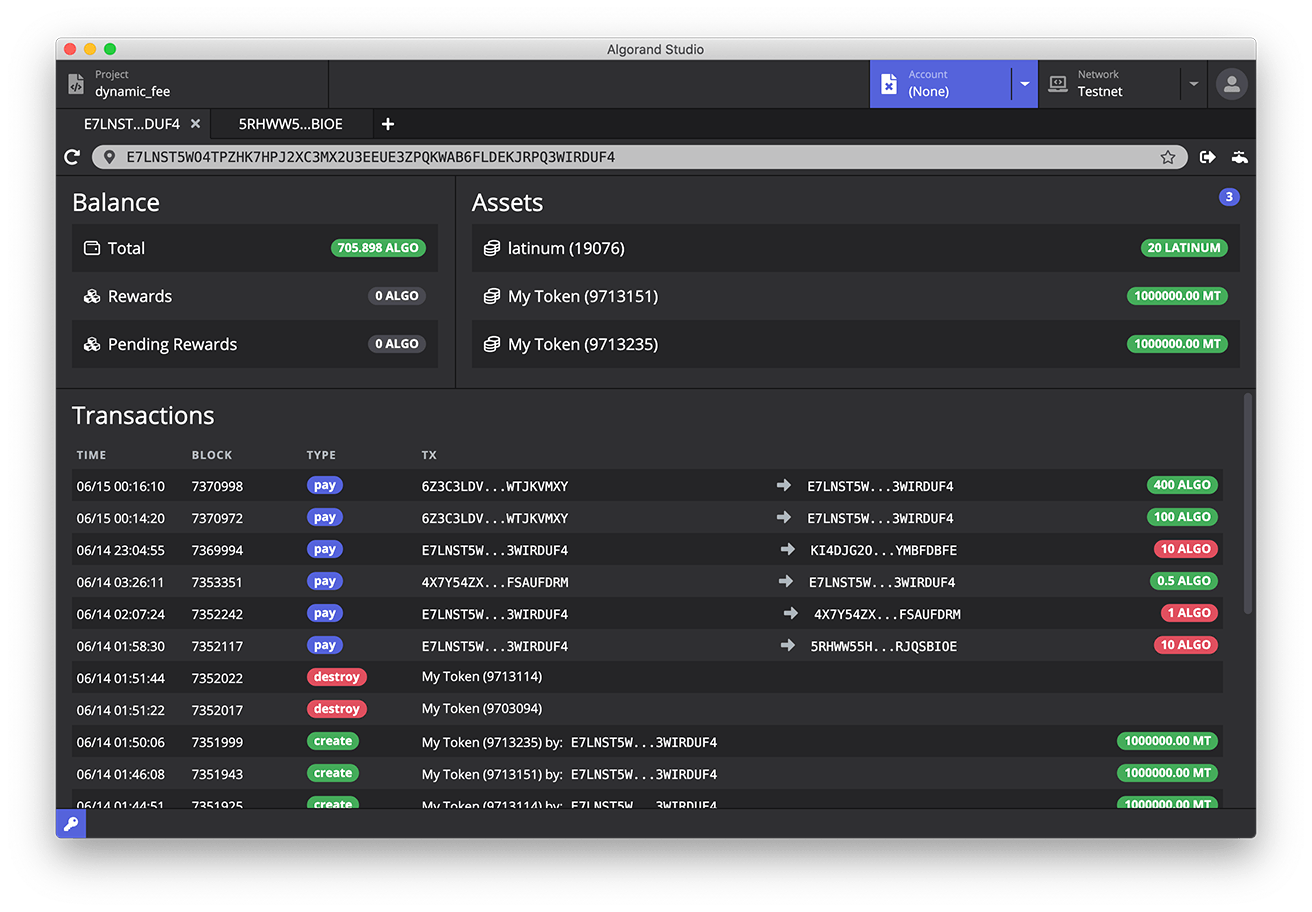 Algorand Studio
Project
dynamic_fee
Account
(None)
Network
Testnet
E7LNST...DUF4
5RHWW5...BIOE
E7LNST5WO4TPZHK7HPJ2XC3MX2U3EEUE3ZPQKWAB6FLDEKJRPQ3WIRDUF4
Balance
Total 705.898 ALGO
Rewards 0 ALGO
Pending Rewards 0 ALGO
Assets 3
latinum (19076) 20 LATINUM
My Token (9713151) 1000000.00 MT
My Token (9713235) 1000000.00 MT
Transactions
TIME BLOCK TYPE TX
06/15 00:16:10 7370998 pay 6Z3C3LDV...WTJKVMXY E7LNST5W...3WIRDUF4 400 ALGO
06/15 00:14:20 7370972 pay 6Z3C3LDV...WTJKVMXY E7LNST5W...3WIRDUF4 100 ALGO
06/14 23:04:55 7369994 pay E7LNST5W...3WIRDUF4 KI4DJG2O...YMBFDBFE 10 ALGO
06/14 03:26:11 7353351 pay 4X7Y54ZX...FSAUFDRM E7LNST5W...3WIRDUF4 0.5 ALGO
06/14 02:07:24 7352242 pay E7LNST5W...3WIRDUF4 4X7Y54ZX...FSAUFDRM 1 ALGO
06/14 01:58:30 7352117 pay E7LNST5W...3WIRDUF4 5RHWW55H...RJQSBIOE 10 ALGO
06/14 01:51:44 7352022 destroy My Token (9713114)
06/14 01:51:22 7352017 destroy My Token (9703094)
06/14 01:50:06 7351999 create My Token (9713235) by: E7LNST5W...3WIRDUF4 1000000.00 MT
06/14 01:46:08 7351943 create My Token (9713151) by: E7LNST5W...3WIRDUF4 1000000.00 MT
06/14 01:44:51 7351925 create My Token (9713114) by: E7LNST5W...3WIRDUF4 1000000.00 MT